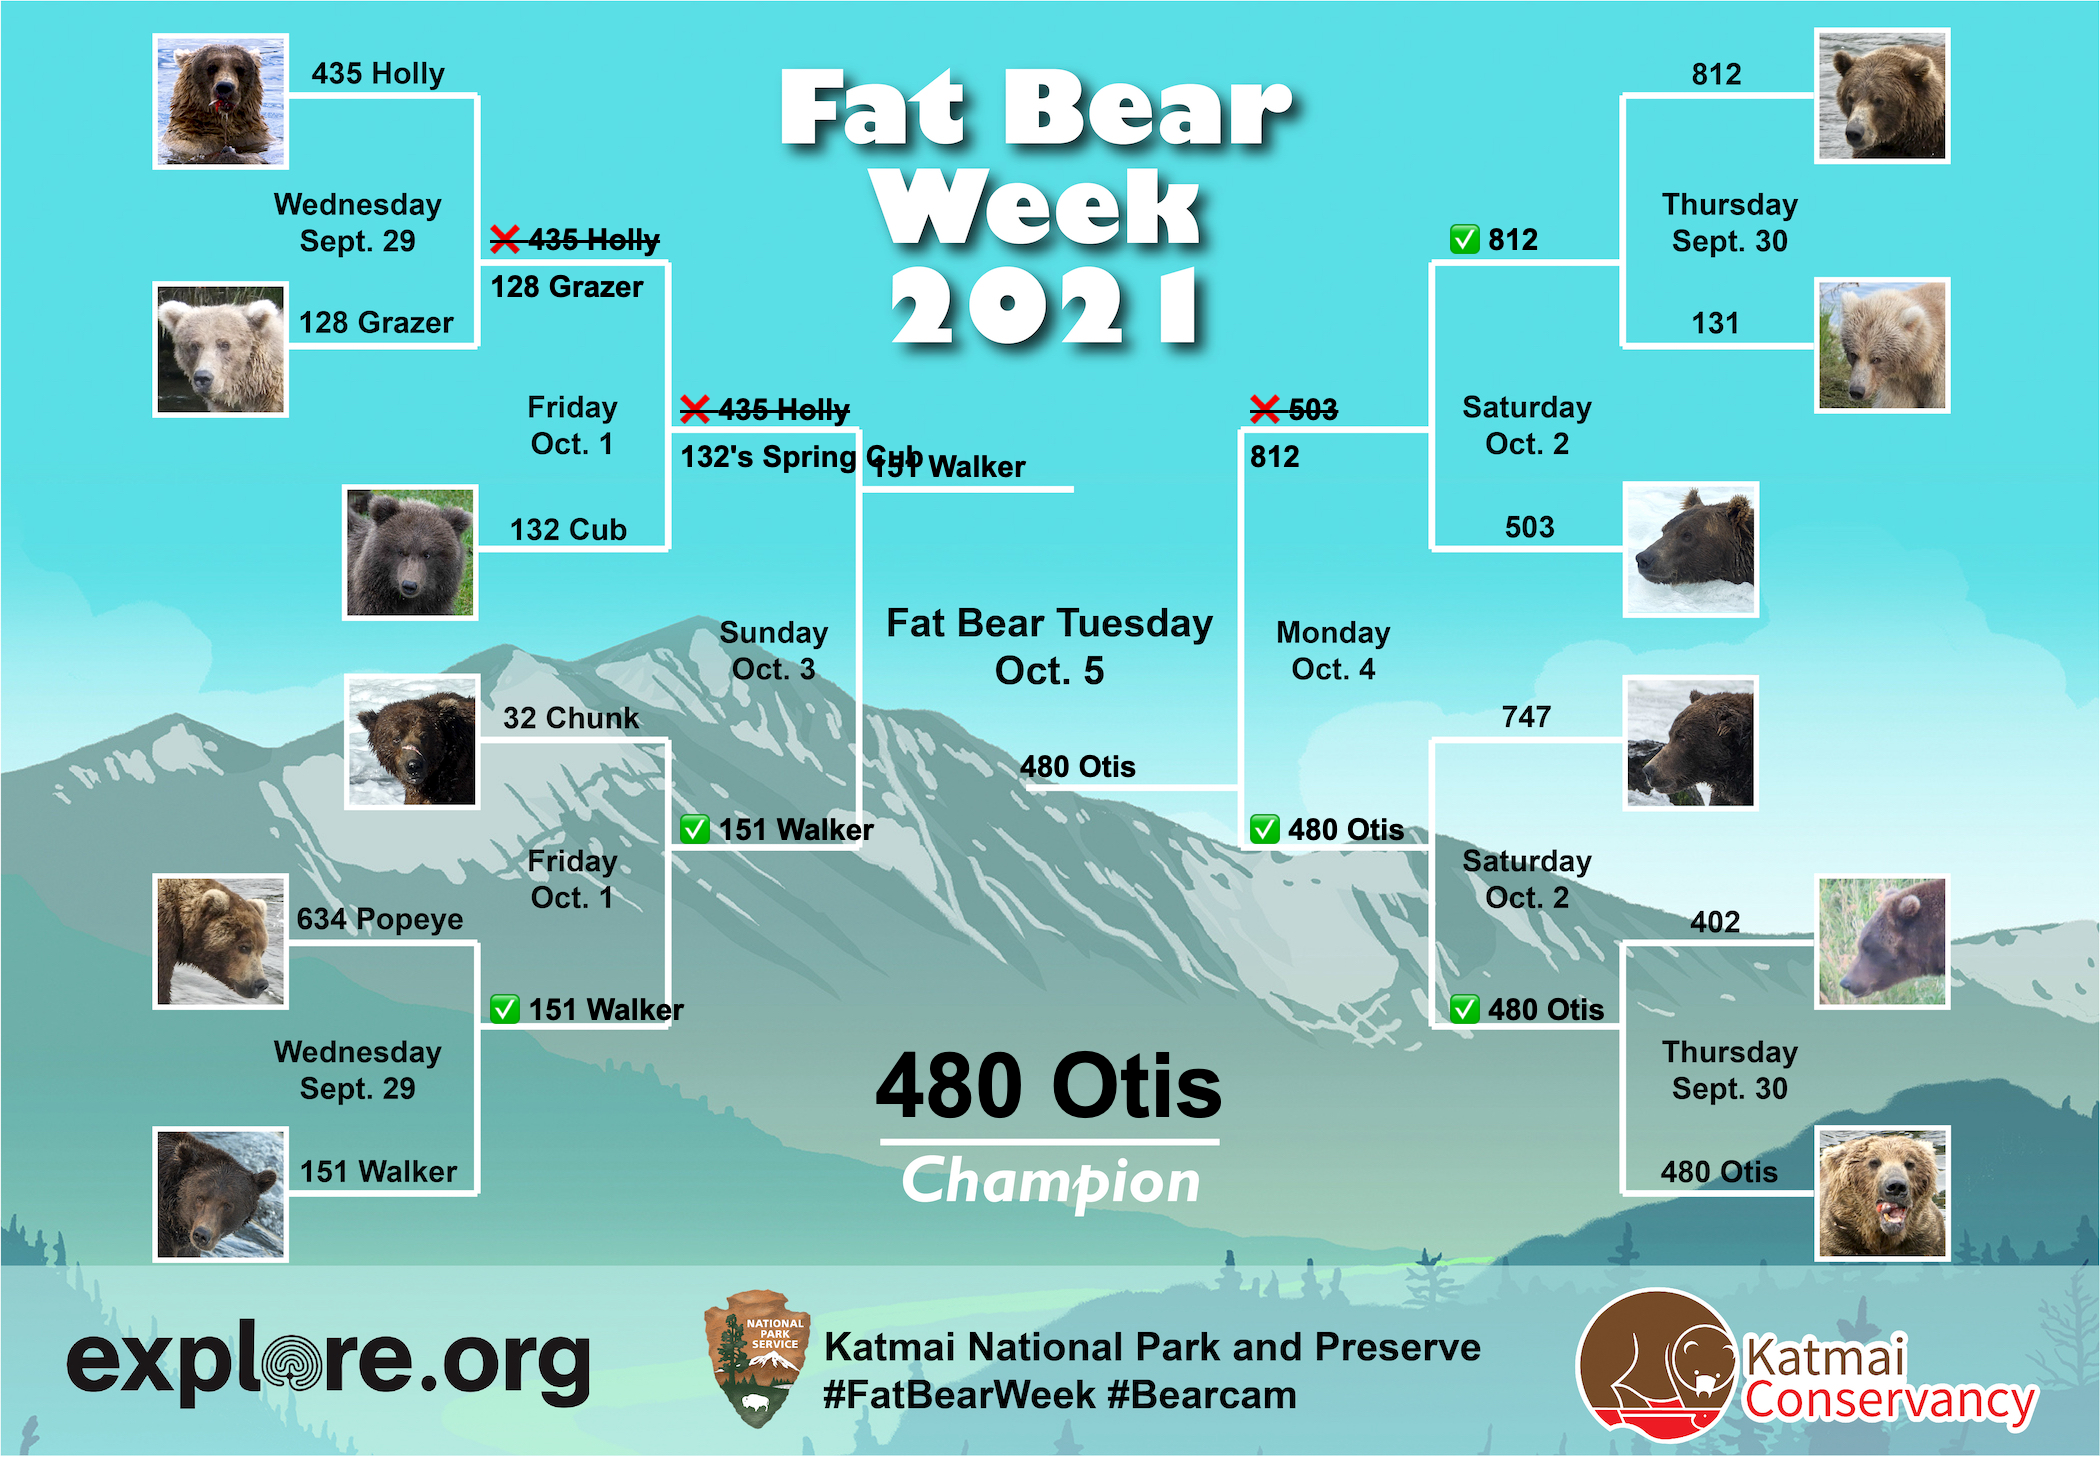 Fat Bear
Week
2021
435 Holly
Wednesday
Sept. 29
128 Grazer
❌ 435 Holly
128 Grazer
Friday
Oct. 1
132 Cub
❌ 435 Holly
132's Spring Cub
151 Walker
Sunday
Oct. 3
32 Chunk
✅ 151 Walker
Friday
Oct. 1
634 Popeye
✅ 151 Walker
Wednesday
Sept. 29
151 Walker
Fat Bear Tuesday
Oct. 5
480 Otis
812
Thursday
Sept. 30
131
✅ 812
Saturday
Oct. 2
503
❌ 503
812
Monday
Oct. 4
747
✅ 480 Otis
Saturday
Oct. 2
402
✅ 480 Otis
Thursday
Sept. 30
480 Otis
480 Otis
Champion
explore.org
NATIONAL
PARK
SERVICE
Katmai National Park and Preserve
#FatBearWeek #Bearcam
Katmai
Conservancy